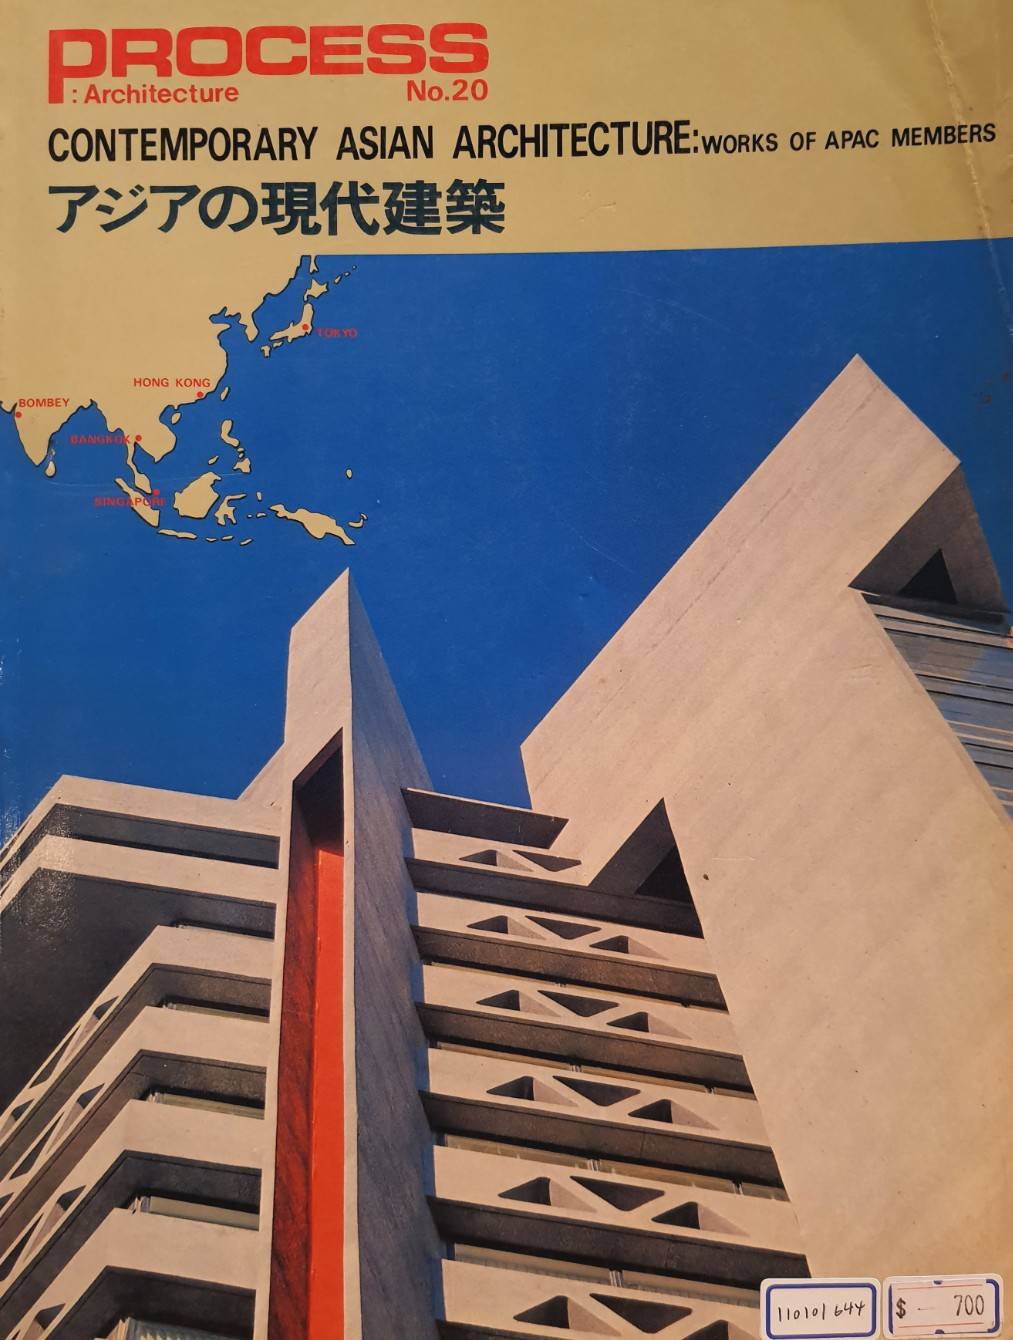 PROCESS
: Architecture No.20
CONTEMPORARY ASIAN ARCHITECTURE: WORKS OF APAC MEMBERS
アジアの現代建築
TOKYO
HONG KONG
BOMBEY
BANGKOK
SINGAPORE
110101644
$ - 700